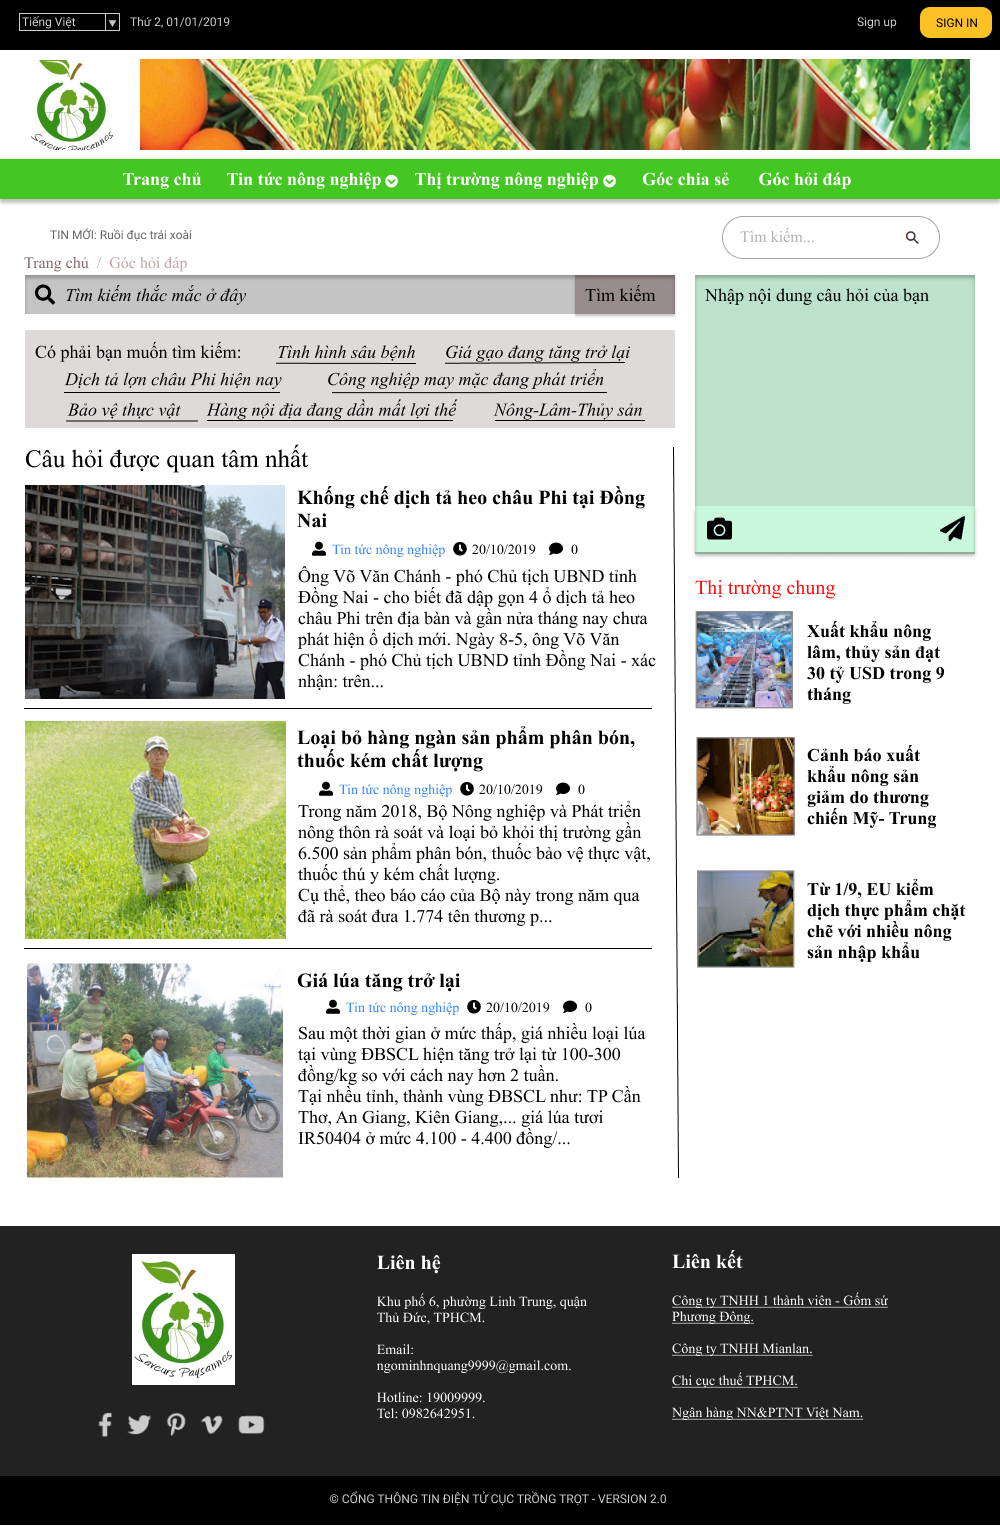 Tiếng Việt
Thứ 2, 01/01/2019
Sign up
SIGN IN
Saveurs Paysannes
Trang chủ
Tin tức nông nghiệp
Thị trường nông nghiệp
Góc chia sẻ
Góc hỏi đáp
TIN MỚI: Ruồi đục trái xoài
Tìm kiếm...
Trang chủ / Góc hỏi đáp
Tìm kiếm thắc mắc ở đây
Tìm kiếm
Có phải bạn muốn tìm kiếm:
Tình hình sâu bệnh
Giá gạo đang tăng trở lại
Dịch tả lợn châu Phi hiện nay
Công nghiệp may mặc đang phát triển
Bảo vệ thực vật
Hàng nội địa đang dần mất lợi thế
Nông-Lâm-Thủy sản
Câu hỏi được quan tâm nhất
Khống chế dịch tả heo châu Phi tại Đồng
Nai
Tin tức nông nghiệp 20/10/2019 0
Ông Võ Văn Chánh - phó Chủ tịch UBND tỉnh
Đồng Nai - cho biết đã dập gọn 4 ổ dịch tả heo
châu Phi trên địa bàn và gần nửa tháng nay chưa
phát hiện ổ dịch mới. Ngày 8-5, ông Võ Văn
Chánh - phó Chủ tịch UBND tỉnh Đồng Nai - xác
nhận: trên...
Loại bỏ hàng ngàn sản phẩm phân bón,
thuốc kém chất lượng
Tin tức nông nghiệp 20/10/2019 0
Trong năm 2018, Bộ Nông nghiệp và Phát triển
nông thôn rà soát và loại bỏ khỏi thị trường gần
6.500 sản phẩm phân bón, thuốc bảo vệ thực vật,
thuốc thú y kém chất lượng.
Cụ thể, theo báo cáo của Bộ này trong năm qua
đã rà soát đưa 1.774 tên thương p...
Giá lúa tăng trở lại
Tin tức nông nghiệp 20/10/2019 0
Sau một thời gian ở mức thấp, giá nhiều loại lúa
tại vùng ĐBSCL hiện tăng trở lại từ 100-300
đồng/kg so với cách nay hơn 2 tuần.
Tại nhều tỉnh, thành vùng ĐBSCL như: TP Cần
Thơ, An Giang, Kiên Giang,... giá lúa tươi
IR50404 ở mức 4.100 - 4.400 đồng/...
Nhập nội dung câu hỏi của bạn
Thị trường chung
Xuất khẩu nông
lâm, thủy sản đạt
30 tỷ USD trong 9
tháng
Cảnh báo xuất
khẩu nông sản
giảm do thương
chiến Mỹ- Trung
Từ 1/9, EU kiểm
dịch thực phẩm chặt
chẽ với nhiều nông
sản nhập khẩu
Saveurs Paysannes
Liên hệ
Khu phố 6, phường Linh Trung, quận
Thủ Đức, TPHCM.
Email:
ngominhnquang9999@gmail.com.
Hotline: 19009999.
Tel: 0982642951.
Liên kết
Công ty TNHH 1 thành viên - Gốm sứ
Phương Đông.
Công ty TNHH Mianlan.
Chi cục thuế TPHCM.
Ngân hàng NN&PTNT Việt Nam.
© CỔNG THÔNG TIN ĐIỆN TỬ CỤC TRỒNG TRỌT - VERSION 2.0